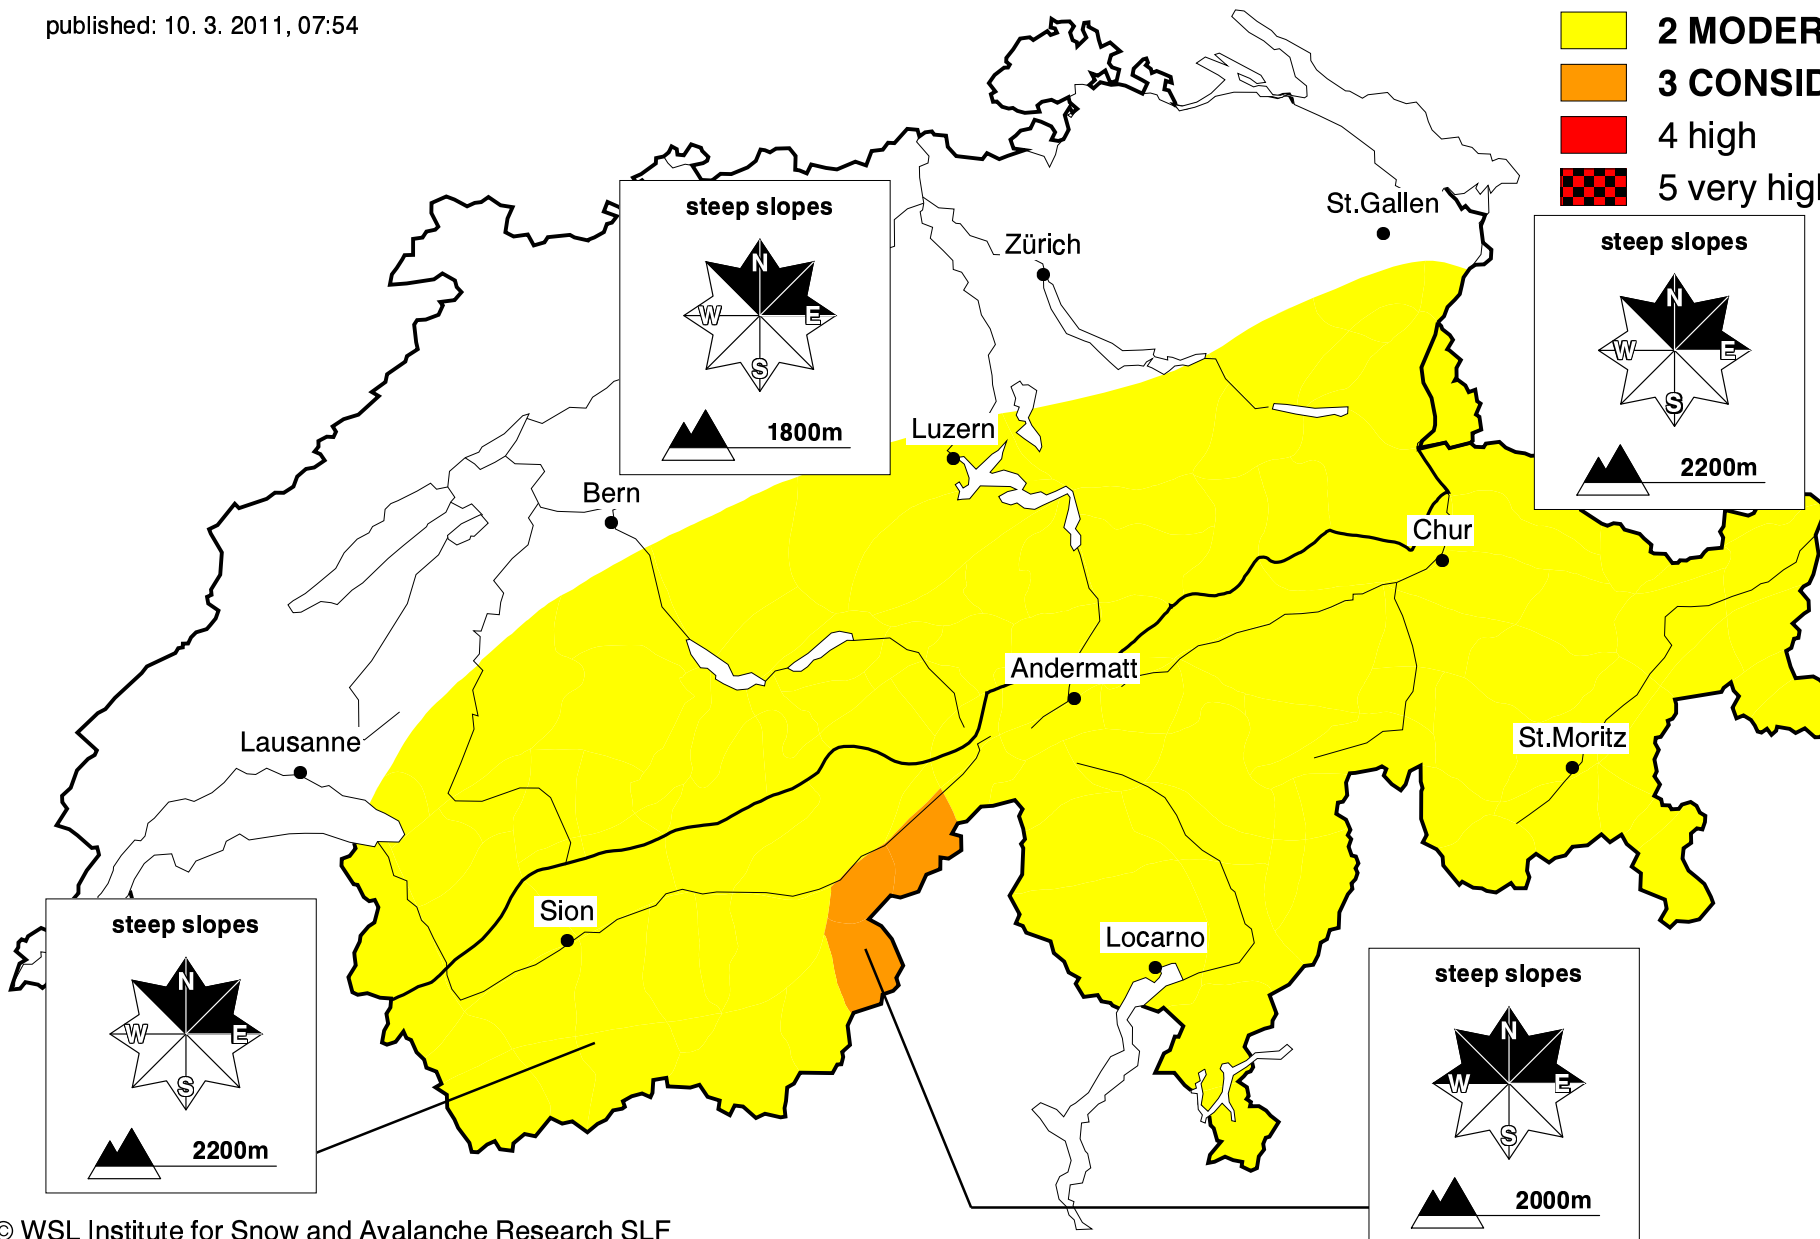 published: 10. 3. 2011, 07:54
2 MODER
3 CONSID
4 high
5 very high
steep slopes
N
W
E
S
1800m
steep slopes
N
W
E
S
2200m
St.Gallen
Zürich
Luzern
Bern
Chur
Andermatt
Lausanne
St.Moritz
Sion
Locarno
steep slopes
N
W
E
S
2200m
steep slopes
N
W
E
S
2000m
© WSL Institute for Snow and Avalanche Research SLF